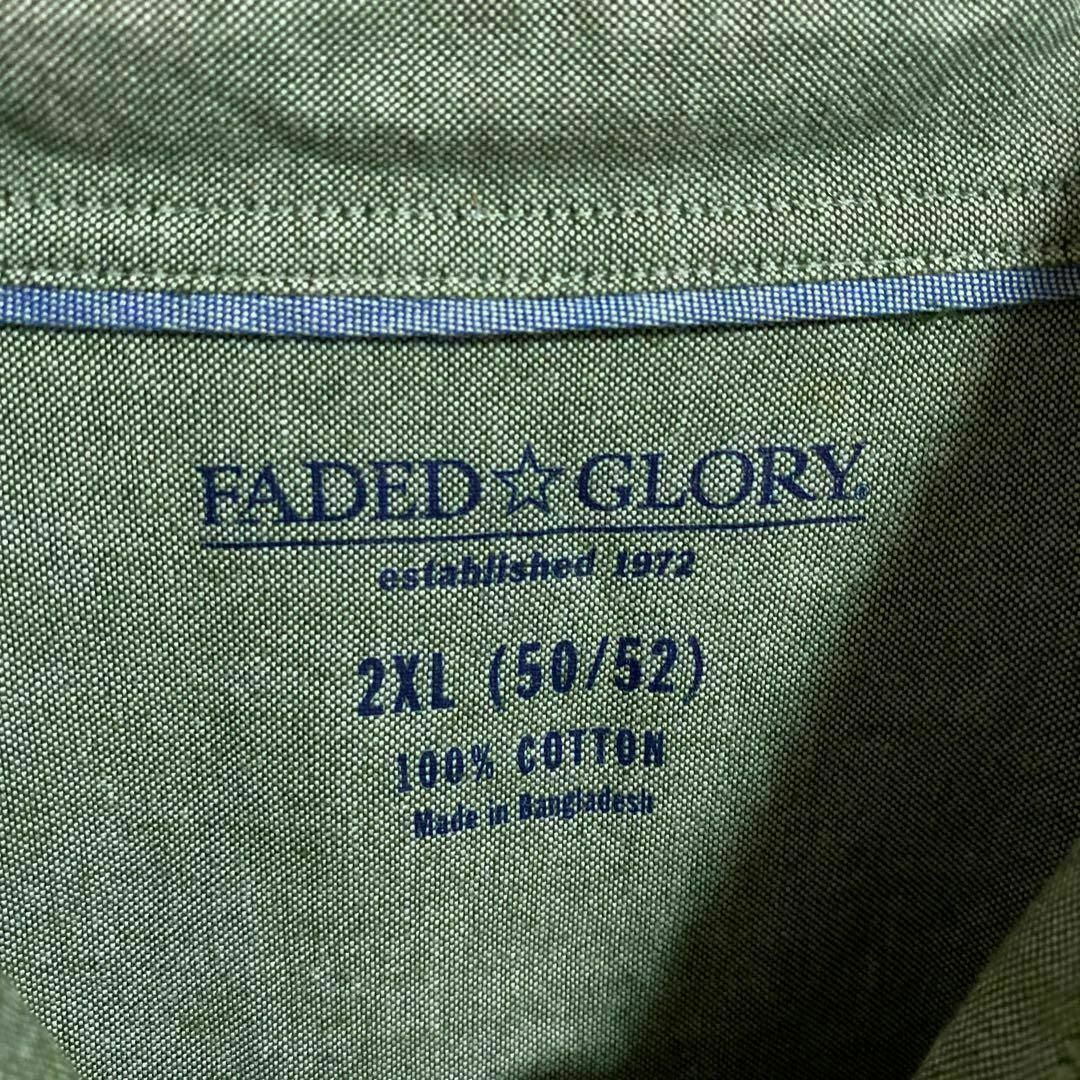 FADED☆GLORY®
established 1972
2XL (50/52)
100% COTTON
Made in Bangladesh